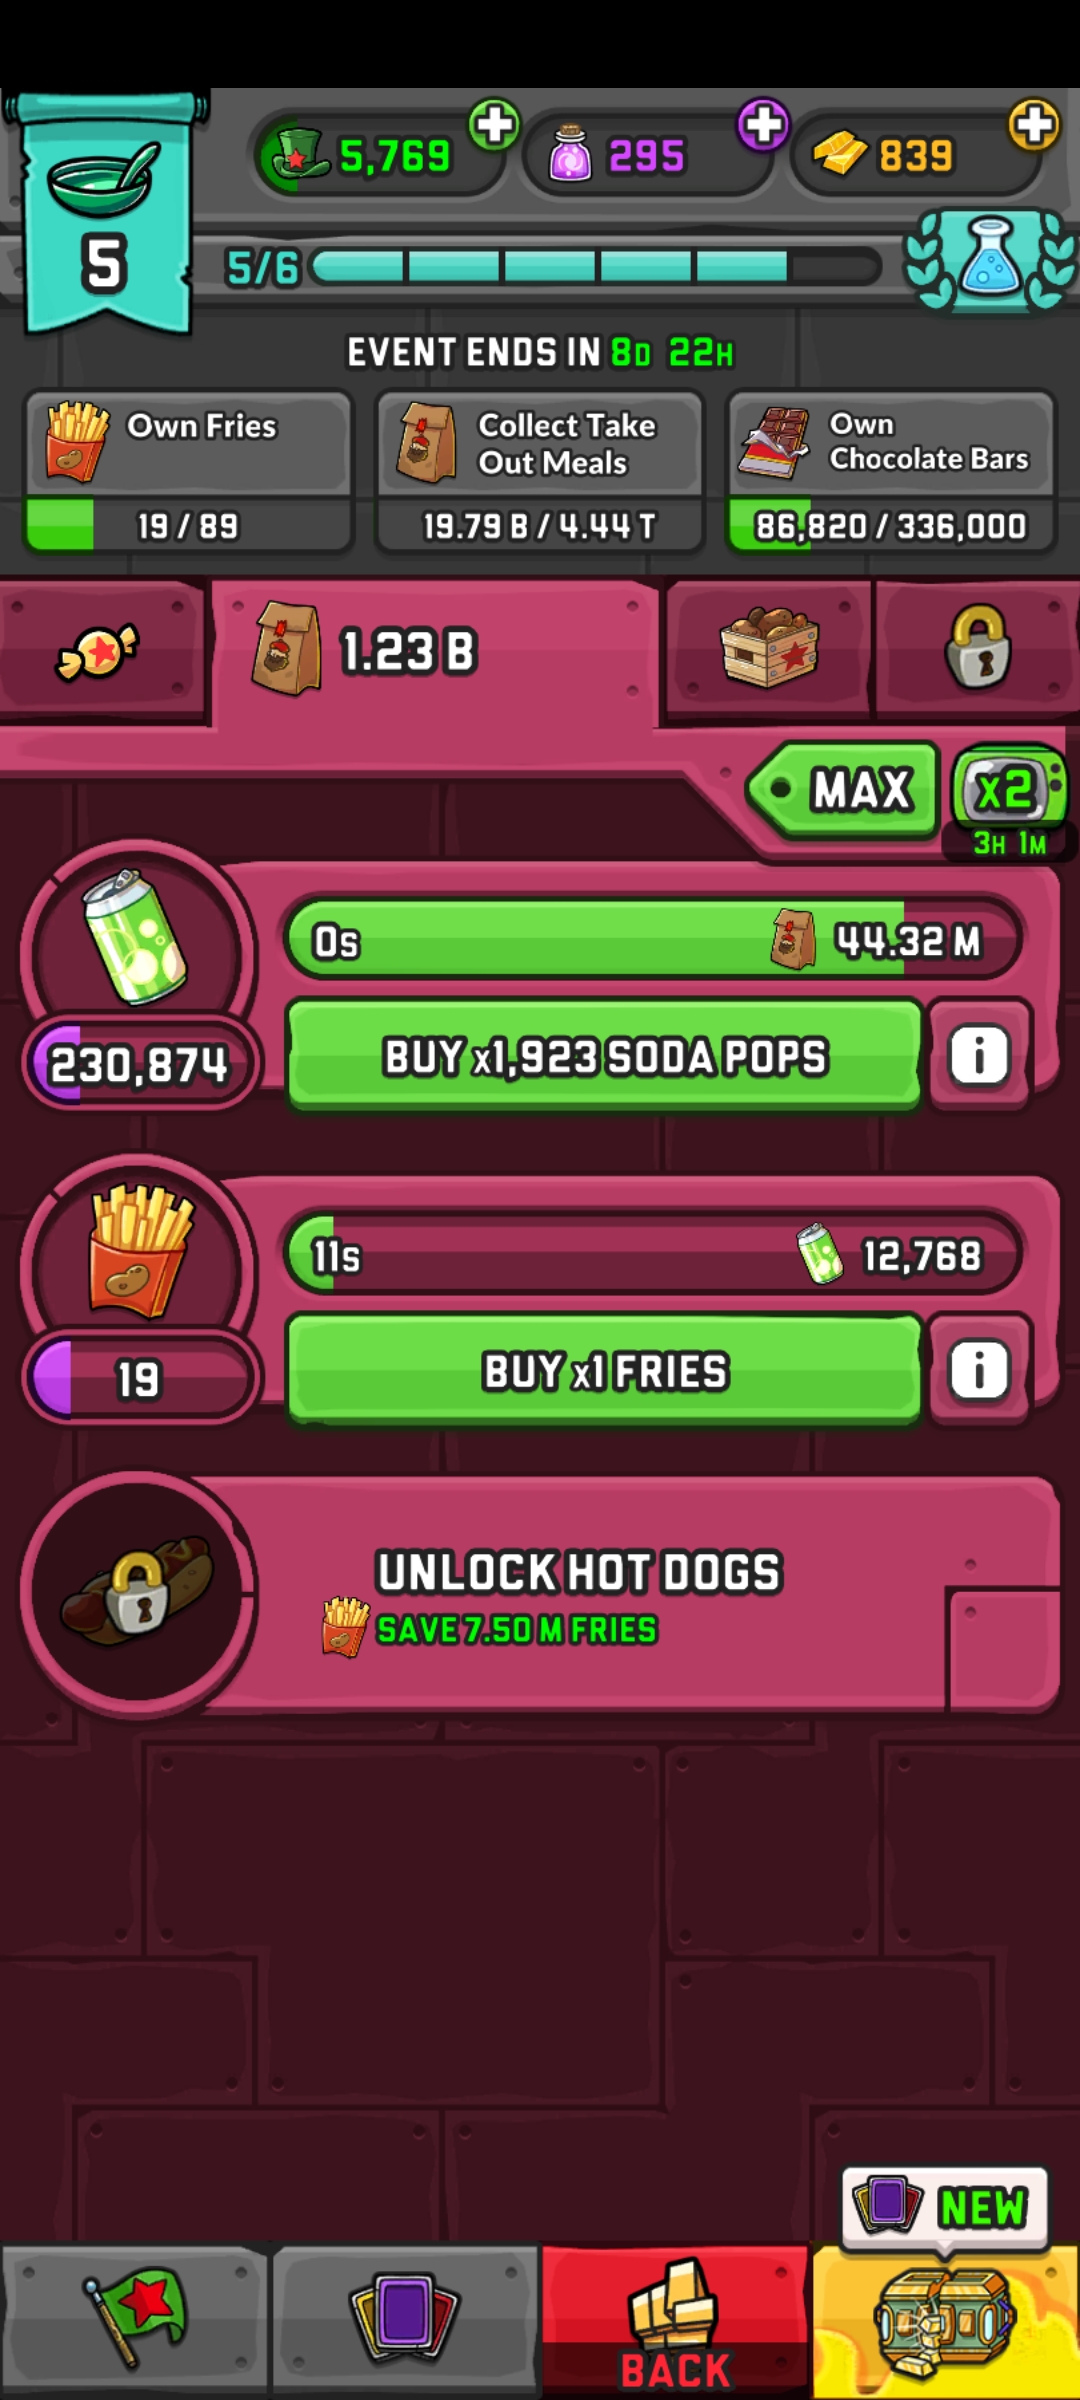 5,769
295
839
5
5/6
EVENT ENDS IN 8D 22H
Own Fries
19 / 89
Collect Take
Out Meals
19.79 B / 4.44 T
Own
Chocolate Bars
86,820 / 336,000
1.23 B
MAX
x2
3H 1M
0s
44.32 M
230,874
BUY x1,923 SODA POPS
i
11s
12,768
19
BUY x1 FRIES
i
UNLOCK HOT DOGS
SAVE 7.50 M FRIES
NEW
BACK